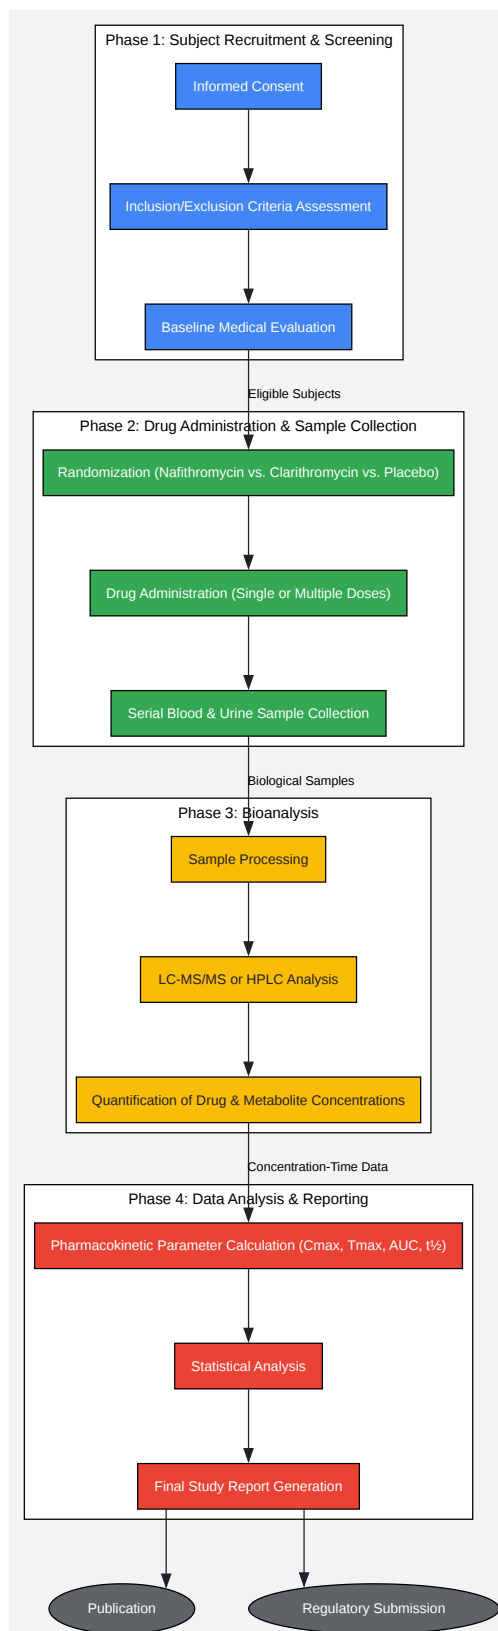 Phase 1: Subject Recruitment & Screening
Informed Consent
Inclusion/Exclusion Criteria Assessment
Baseline Medical Evaluation
Eligible Subjects
Phase 2: Drug Administration & Sample Collection
Randomization (Nafithromycin vs. Clarithromycin vs. Placebo)
Drug Administration (Single or Multiple Doses)
Serial Blood & Urine Sample Collection
Biological Samples
Phase 3: Bioanalysis
Sample Processing
LC-MS/MS or HPLC Analysis
Quantification of Drug & Metabolite Concentrations
Concentration-Time Data
Phase 4: Data Analysis & Reporting
Pharmacokinetic Parameter Calculation (Cmax, Tmax, AUC, t½)
Statistical Analysis
Final Study Report Generation
Publication
Regulatory Submission